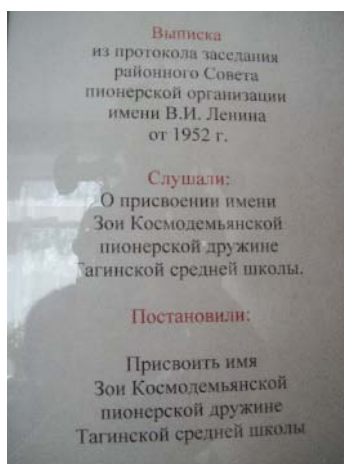 Выписка
из протокола заседания
районного Совета
пионерской организации
имени В.И. Ленина
от 1952 г.
Слушали:
О присвоении имени
Зои Космодемьянской
пионерской дружине
Тагинской средней школы.
Постановили:
Присвоить имя
Зои Космодемьянской
пионерской дружине
Тагинской средней школы